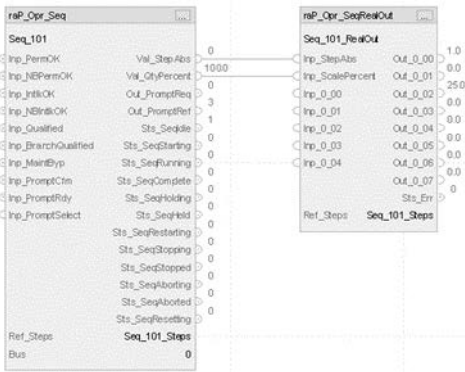 raP_Opr_Seq ...
Seq_101
Inp_PermOK Val_StepAbs 0
Inp_NBPermOK Val_QtyPercent 100.0
Inp_IntlkOK Out_PromptReq 0
Inp_NBIntlkOK Out_PromptRef 3
Inp_Qualified Sts_SeqIdle 1
Inp_BranchQualified Sts_SeqStarting 0
Inp_MaintByp Sts_SeqRunning 0
Inp_PromptCfm Sts_SeqComplete 0
Inp_PromptRdy Sts_SeqHolding 0
Inp_PromptSelect Sts_SeqHeld 0
Sts_SeqRestarting 0
Sts_SeqStopping 0
Sts_SeqStopped 0
Sts_SeqAborting 0
Sts_SeqAborted 0
Sts_SeqResetting 0
Ref_Steps Seq_101_Steps
Bus 0
raP_Opr_SeqRealOut ...
Seq_101_RealOut
Inp_StepAbs Out_0_00 1.0
Inp_ScalePercent Out_0_01 0.0
Inp_0_00 Out_0_02 25.0
Inp_0_01 Out_0_03 0.0
Inp_0_02 Out_0_04 0.0
Inp_0_03 Out_0_05 0.0
Inp_0_04 Out_0_06 0.0
Out_0_07 0.0
Sts_Err 0
Ref_Steps Seq_101_Steps